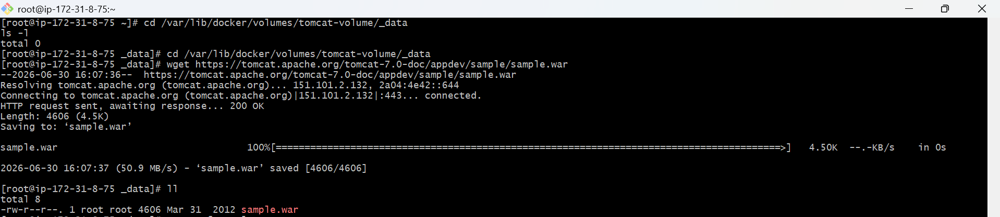 root@ip-172-31-8-75:~
[root@ip-172-31-8-75 ~]# cd /var/lib/docker/volumes/tomcat-volume/_data
ls -l
total 0
[root@ip-172-31-8-75 _data]# cd /var/lib/docker/volumes/tomcat-volume/_data
[root@ip-172-31-8-75 _data]# wget https://tomcat.apache.org/tomcat-7.0-doc/appdev/sample/sample.war
--2026-06-30 16:07:36--  https://tomcat.apache.org/tomcat-7.0-doc/appdev/sample/sample.war
Resolving tomcat.apache.org (tomcat.apache.org)... 151.101.2.132, 2a04:4e42::644
Connecting to tomcat.apache.org (tomcat.apache.org)|151.101.2.132|:443... connected.
HTTP request sent, awaiting response... 200 OK
Length: 4606 (4.5K)
Saving to: ‘sample.war’
sample.war 100%[========================================================================================>] 4.50K --.-KB/s in 0s
2026-06-30 16:07:37 (50.9 MB/s) - ‘sample.war’ saved [4606/4606]
[root@ip-172-31-8-75 _data]# ll
total 8
-rw-r--r--. 1 root root 4606 Mar 31  2012 sample.war